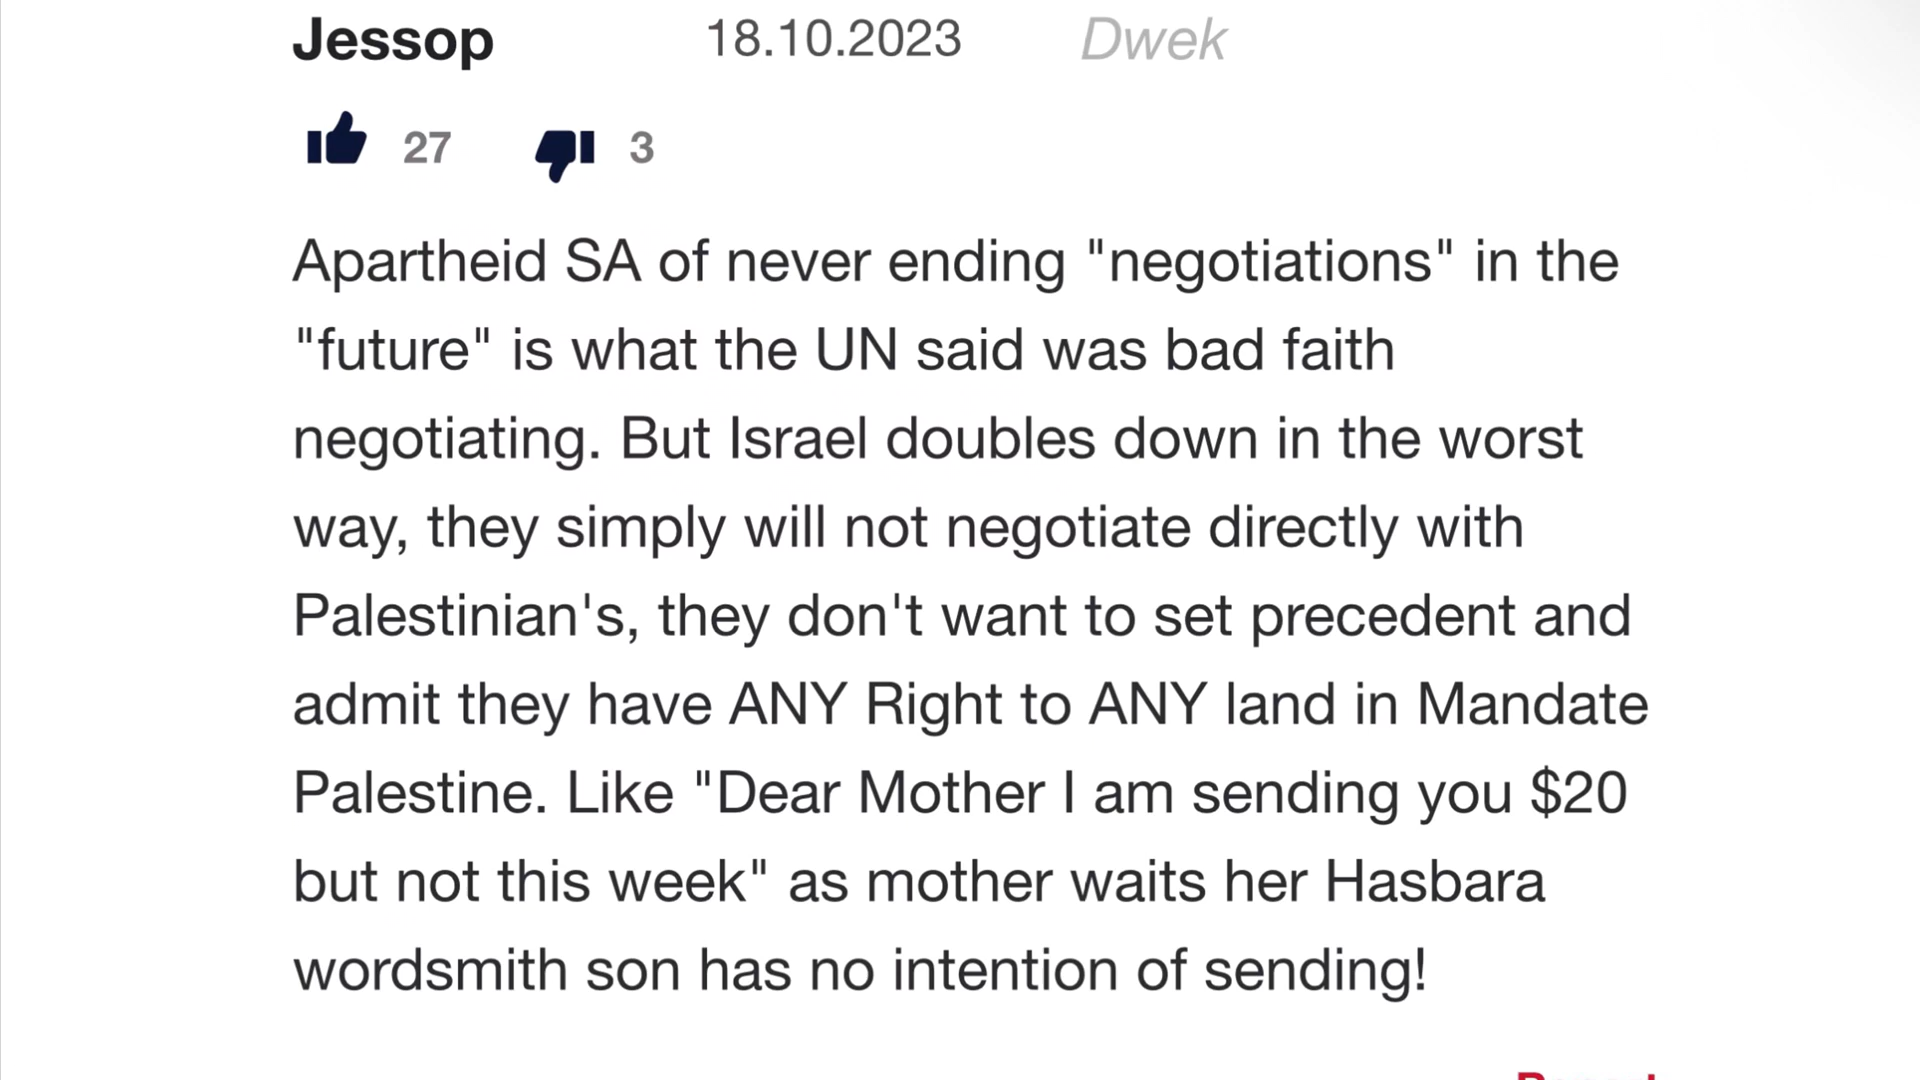 Jessop 18.10.2023 Dwek
27 3
Apartheid SA of never ending "negotiations" in the
"future" is what the UN said was bad faith
negotiating. But Israel doubles down in the worst
way, they simply will not negotiate directly with
Palestinian's, they don't want to set precedent and
admit they have ANY Right to ANY land in Mandate
Palestine. Like "Dear Mother I am sending you $20
but not this week" as mother waits her Hasbara
wordsmith son has no intention of sending!